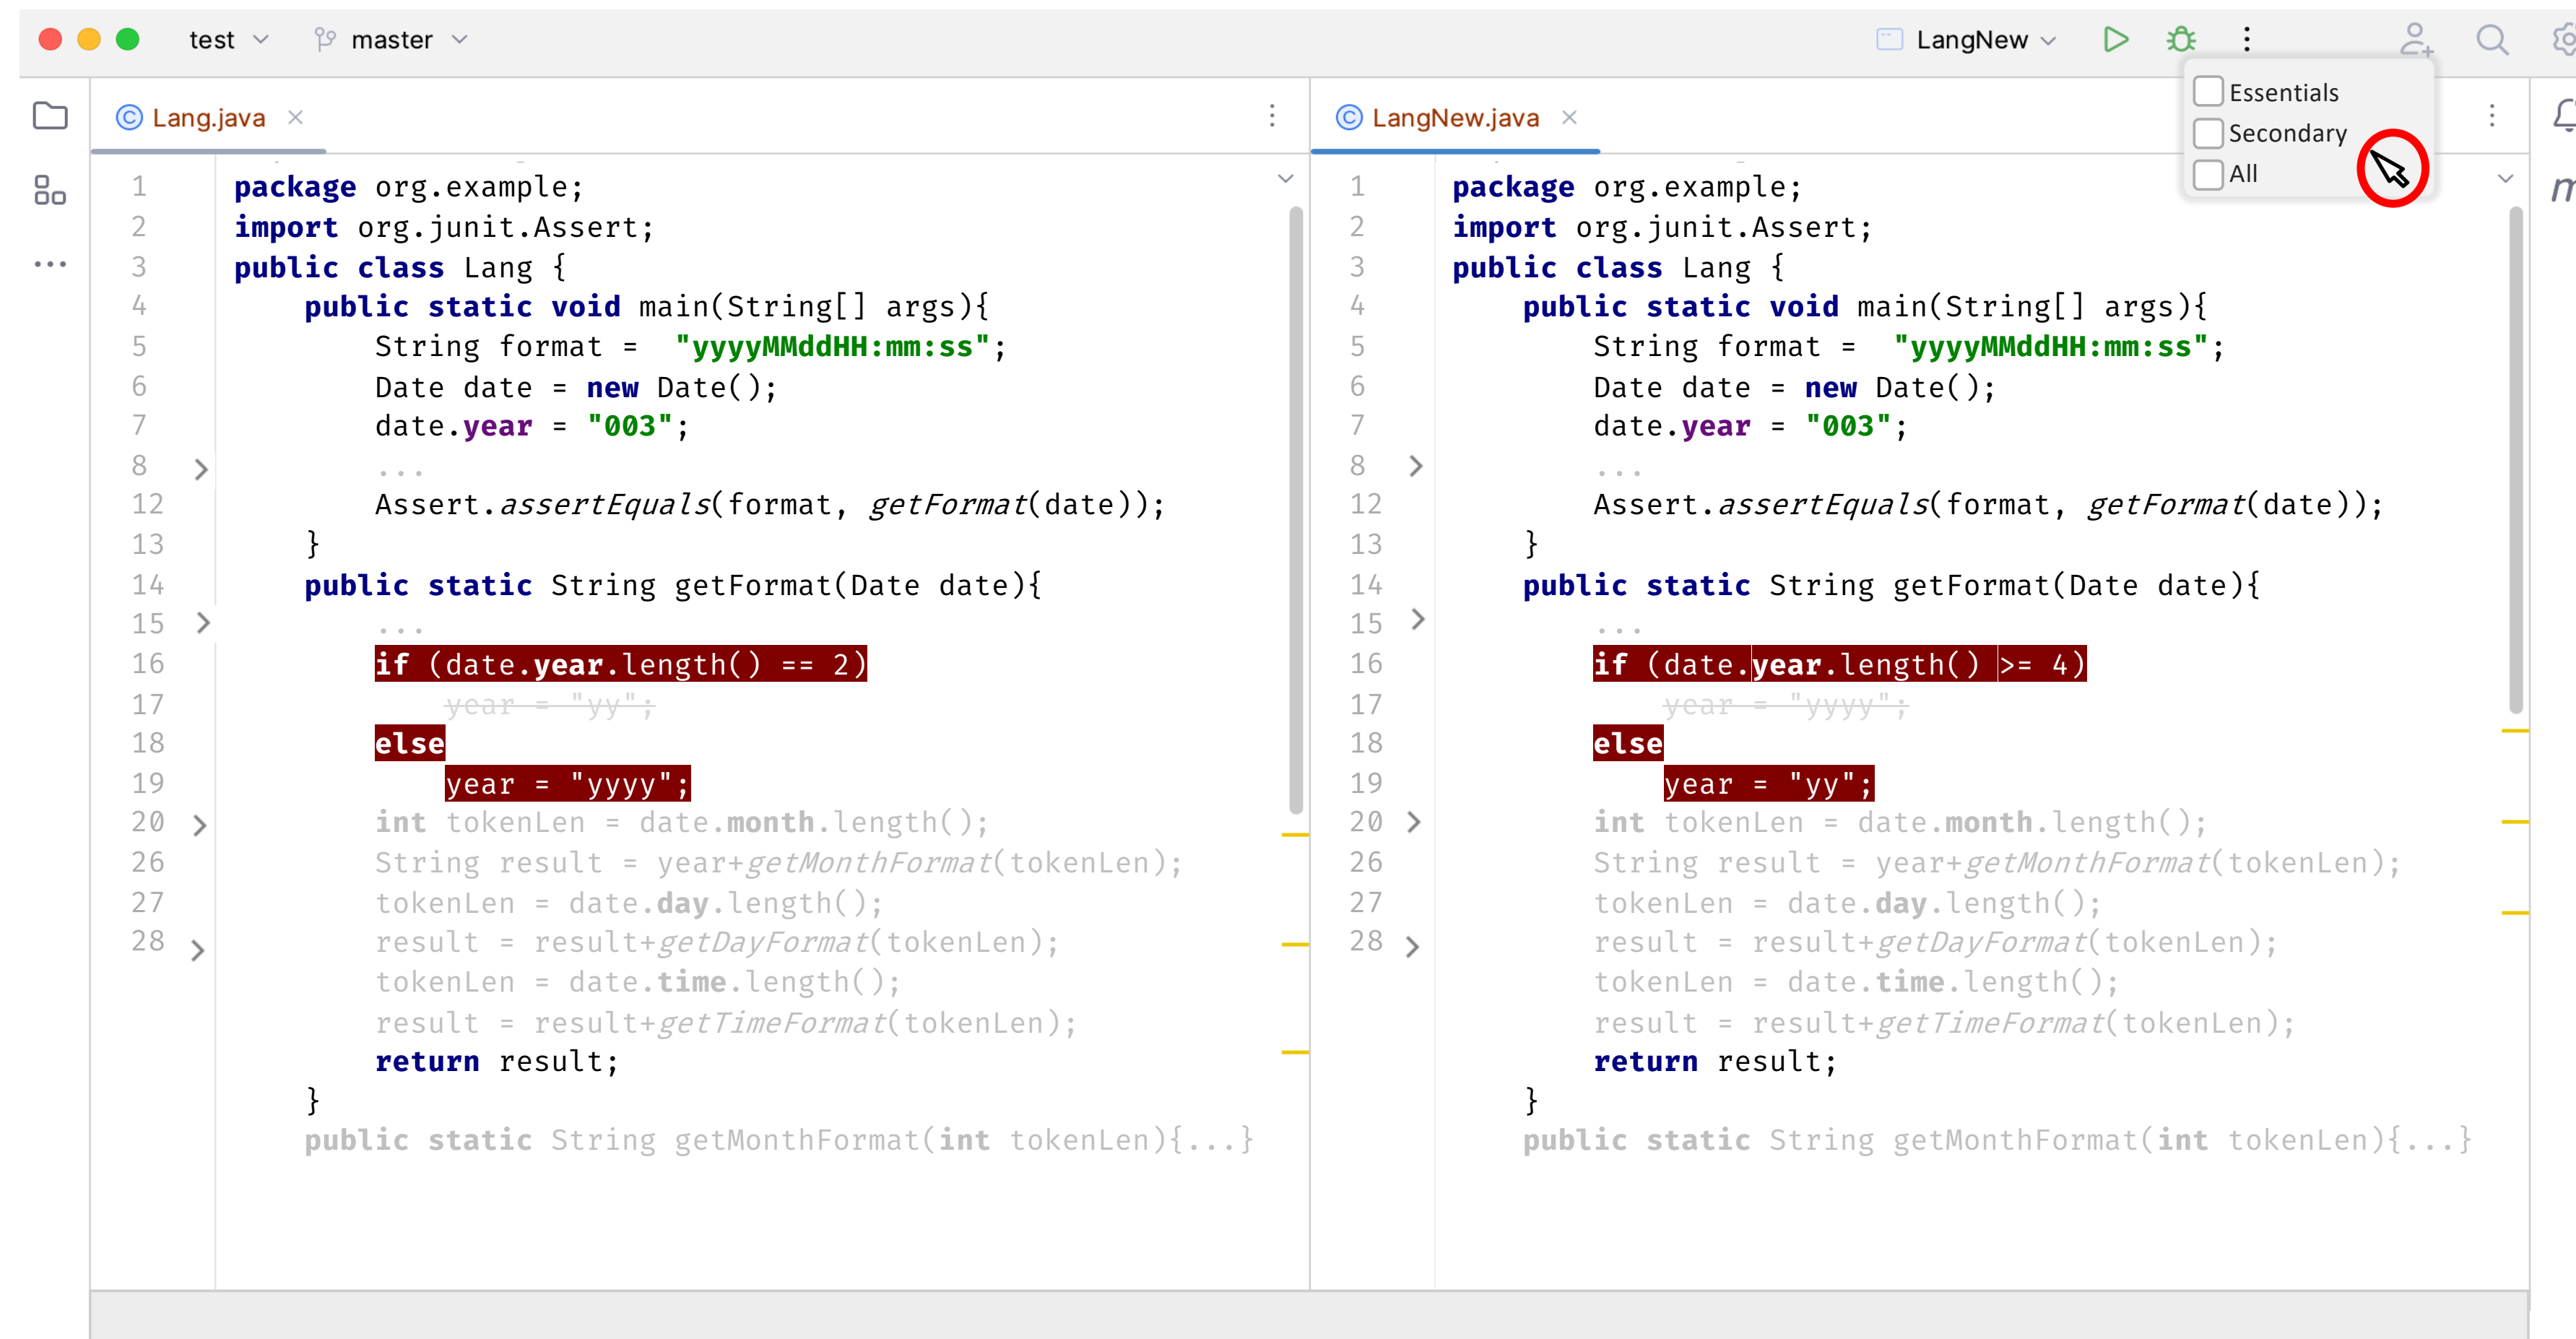 test master LangNew
Essentials
Secondary
All
Lang.java
1 package org.example;
2 import org.junit.Assert;
3 public class Lang {
4 public static void main(String[] args){
5 String format = "yyyyMMddHH:mm:ss";
6 Date date = new Date();
7 date.year = "003";
8 ...
12 Assert.assertEquals(format, getFormat(date));
13 }
14 public static String getFormat(Date date){
15 ...
16 if (date.year.length() == 2)
17 year = "yy";
18 else
19 year = "yyyy";
20 int tokenLen = date.month.length();
26 String result = year+getMonthFormat(tokenLen);
27 tokenLen = date.day.length();
28 result = result+getDayFormat(tokenLen);
tokenLen = date.time.length();
result = result+getTimeFormat(tokenLen);
return result;
}
public static String getMonthFormat(int tokenLen){...}
LangNew.java
1 package org.example;
2 import org.junit.Assert;
3 public class Lang {
4 public static void main(String[] args){
5 String format = "yyyyMMddHH:mm:ss";
6 Date date = new Date();
7 date.year = "003";
8 ...
12 Assert.assertEquals(format, getFormat(date));
13 }
14 public static String getFormat(Date date){
15 ...
16 if (date.year.length() >= 4)
17 year = "yyyy";
18 else
19 year = "yy";
20 int tokenLen = date.month.length();
26 String result = year+getMonthFormat(tokenLen);
27 tokenLen = date.day.length();
28 result = result+getDayFormat(tokenLen);
tokenLen = date.time.length();
result = result+getTimeFormat(tokenLen);
return result;
}
public static String getMonthFormat(int tokenLen){...}